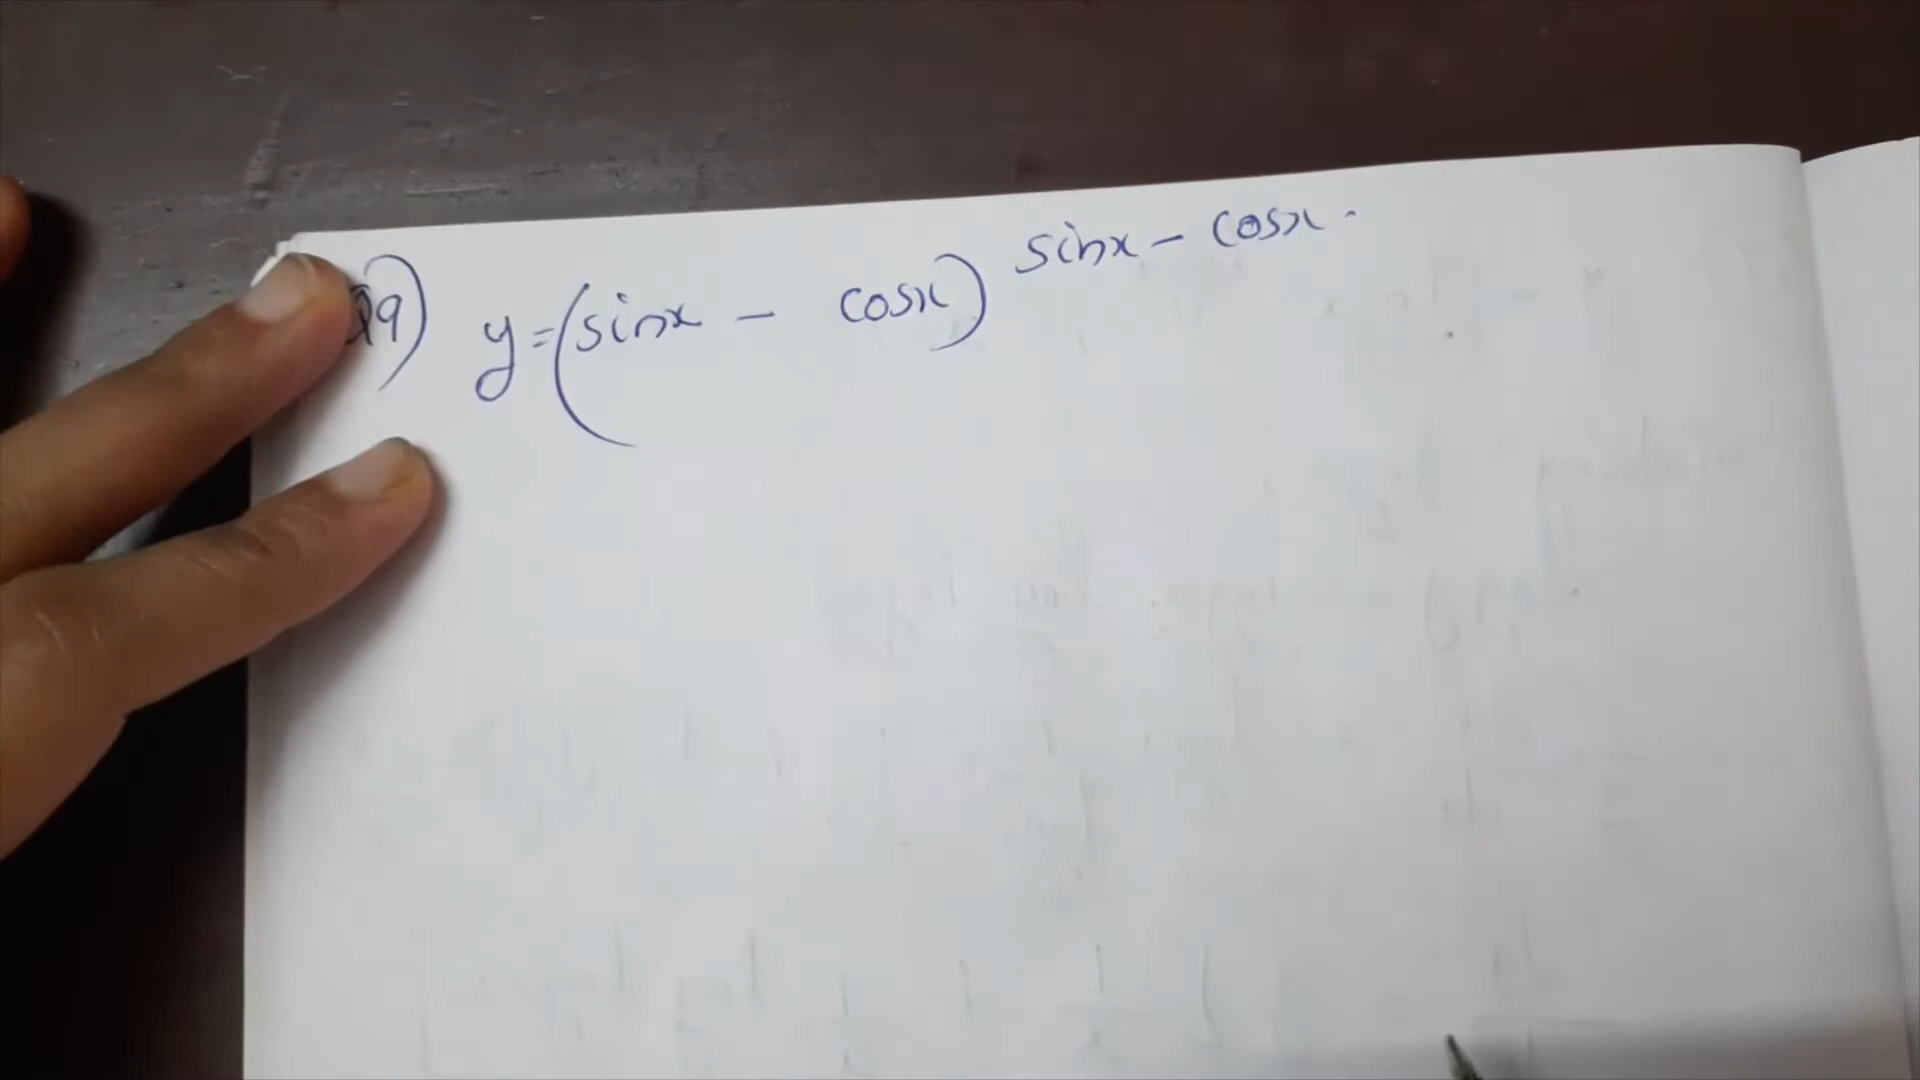 Q9) y=(sinx - cosx) sinx - cosx.